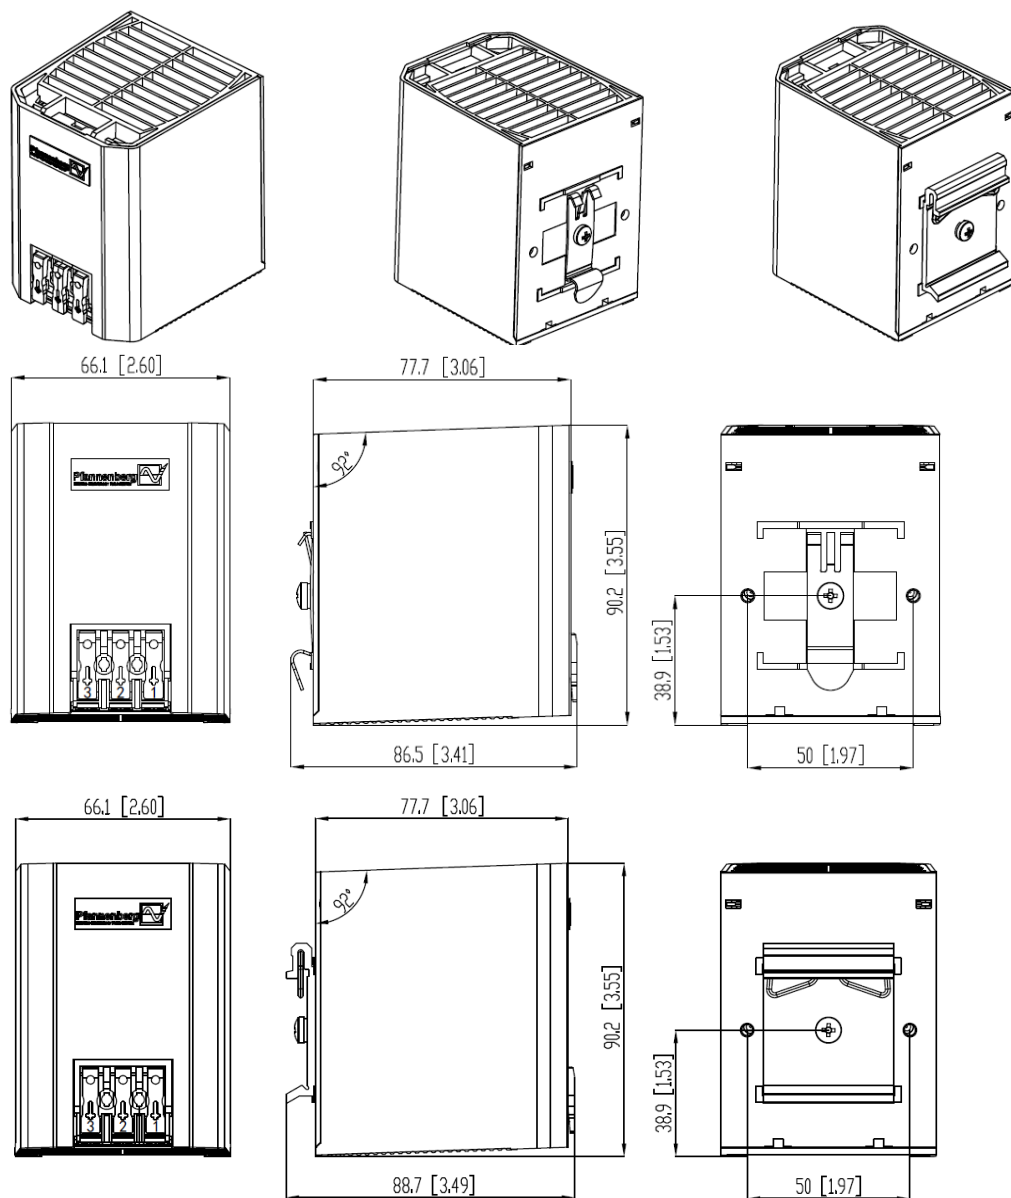 Pfannenberg
66.1 [2.60]
77.7 [3.06]
92°
Pfannenberg
90.2 [3.55]
38.9 [1.53]
3 2 1
86.5 [3.41]
50 [1.97]
66.1 [2.60]
77.7 [3.06]
92°
Pfannenberg
90.2 [3.55]
38.9 [1.53]
3 2 1
88.7 [3.49]
50 [1.97]